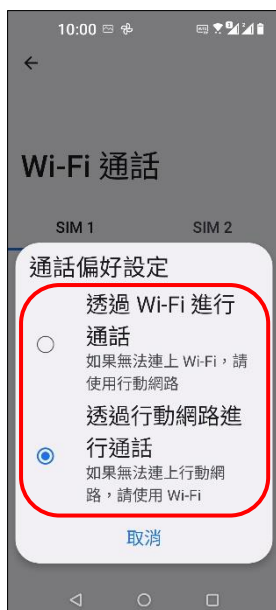 10:00
Wi-Fi 通話
SIM 1
SIM 2
通話偏好設定
透過 Wi-Fi 進行
通話
如果無法連上 Wi-Fi，請
使用行動網路
透過行動網路進
行通話
如果無法連上行動網
路，請使用 Wi-Fi
取消